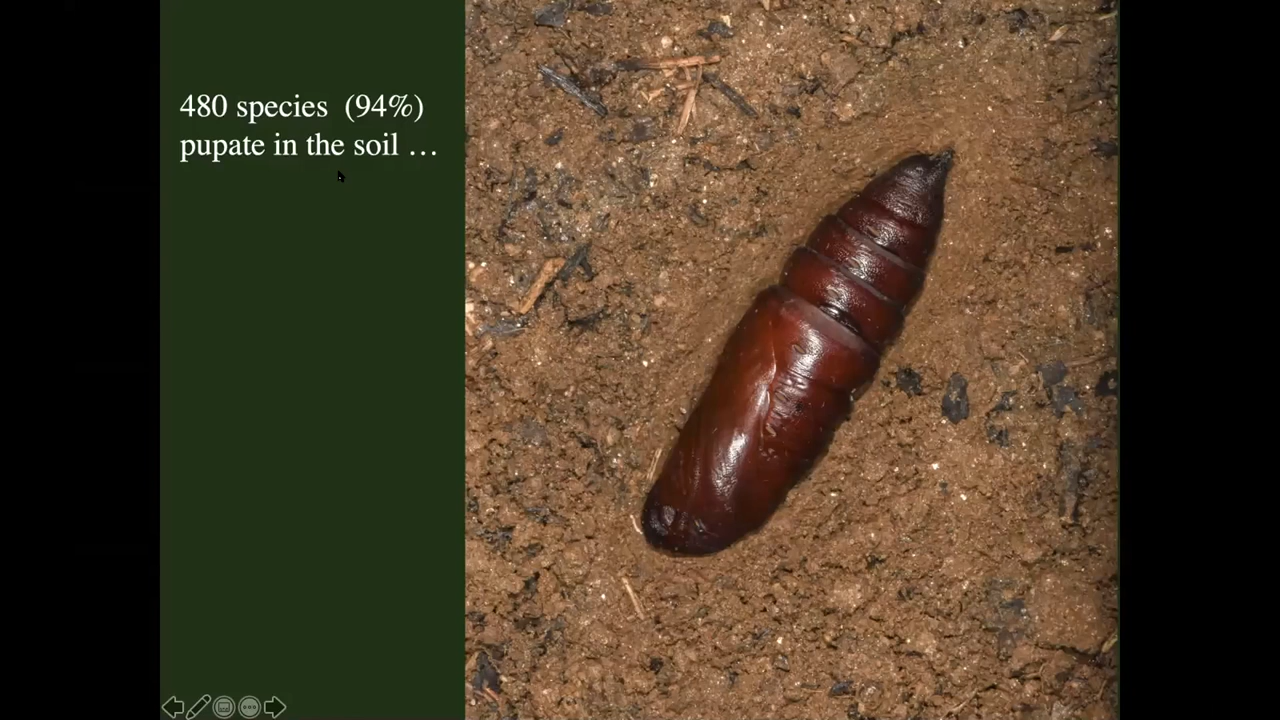 480 species (94%)
pupate in the soil …